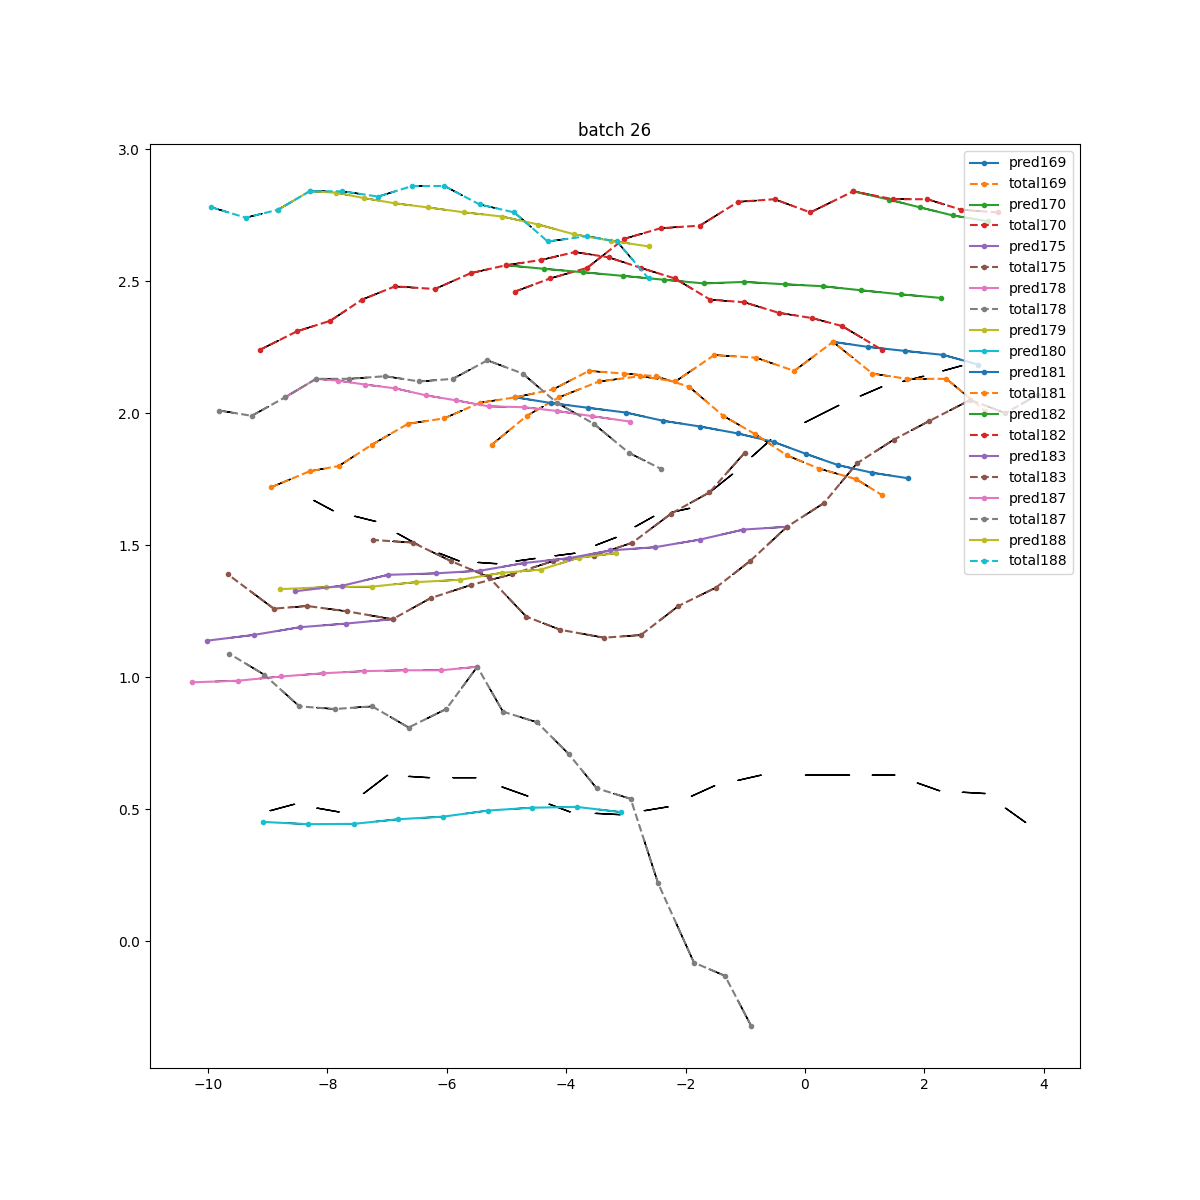 batch 26
3.0
2.5
2.0
1.5
1.0
0.5
0.0
−10
−8
−6
−4
−2
0
2
4
pred169
total169
pred170
total170
pred175
total175
pred178
total178
pred179
pred180
pred181
total181
pred182
total182
pred183
total183
pred187
total187
pred188
total188